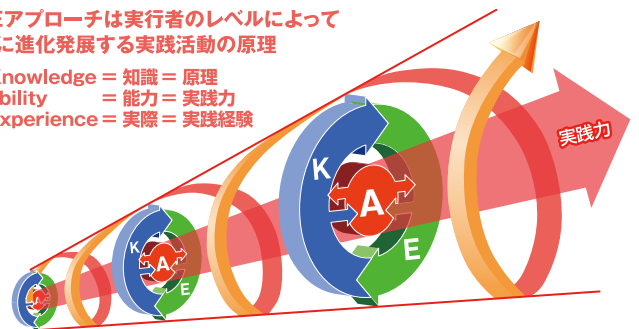 アプローチは実行者のレベルによって
に進化発展する実践活動の原理
nowledge = 知識 = 原理
bility = 能力 = 実践力
xperience = 実際 = 実践経験
実践力
K
A
E
K
A
E
A